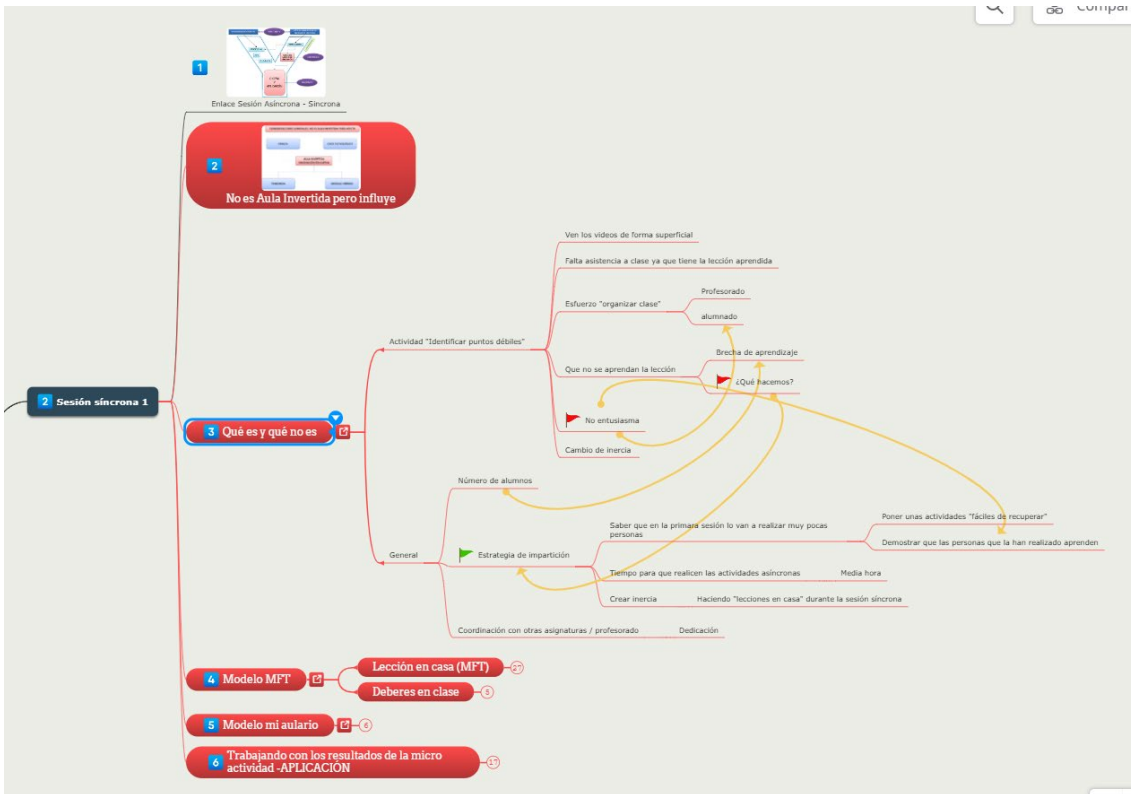 Compar
1
Enlace Sesión Asíncrona - Síncrona
2
No es Aula Invertida pero influye
2 Sesión síncrona 1
3 Qué es y qué no es
Actividad "Identificar puntos débiles"
Ven los videos de forma superficial
Falta asistencia a clase ya que tiene la lección aprendida
Esfuerzo "organizar clase"
Profesorado
alumnado
Que no se aprendan la lección
Brecha de aprendizaje
¿Qué hacemos?
No entusiasma
Cambio de inercia
General
Número de alumnos
Estrategia de impartición
Saber que en la primara sesión lo van a realizar muy pocas
personas
Poner unas actividades "fáciles de recuperar"
Demostrar que las personas que la han realizado aprenden
Tiempo para que realicen las actividades asíncronas
Media hora
Crear inercia
Haciendo "lecciones en casa" durante la sesión síncrona
Coordinación con otras asignaturas / profesorado
Dedicación
4 Modelo MFT
Lección en casa (MFT) 27
Deberes en clase
5 Modelo mi aulario 6
6 Trabajando con los resultados de la micro
actividad -APLICACIÓN 17